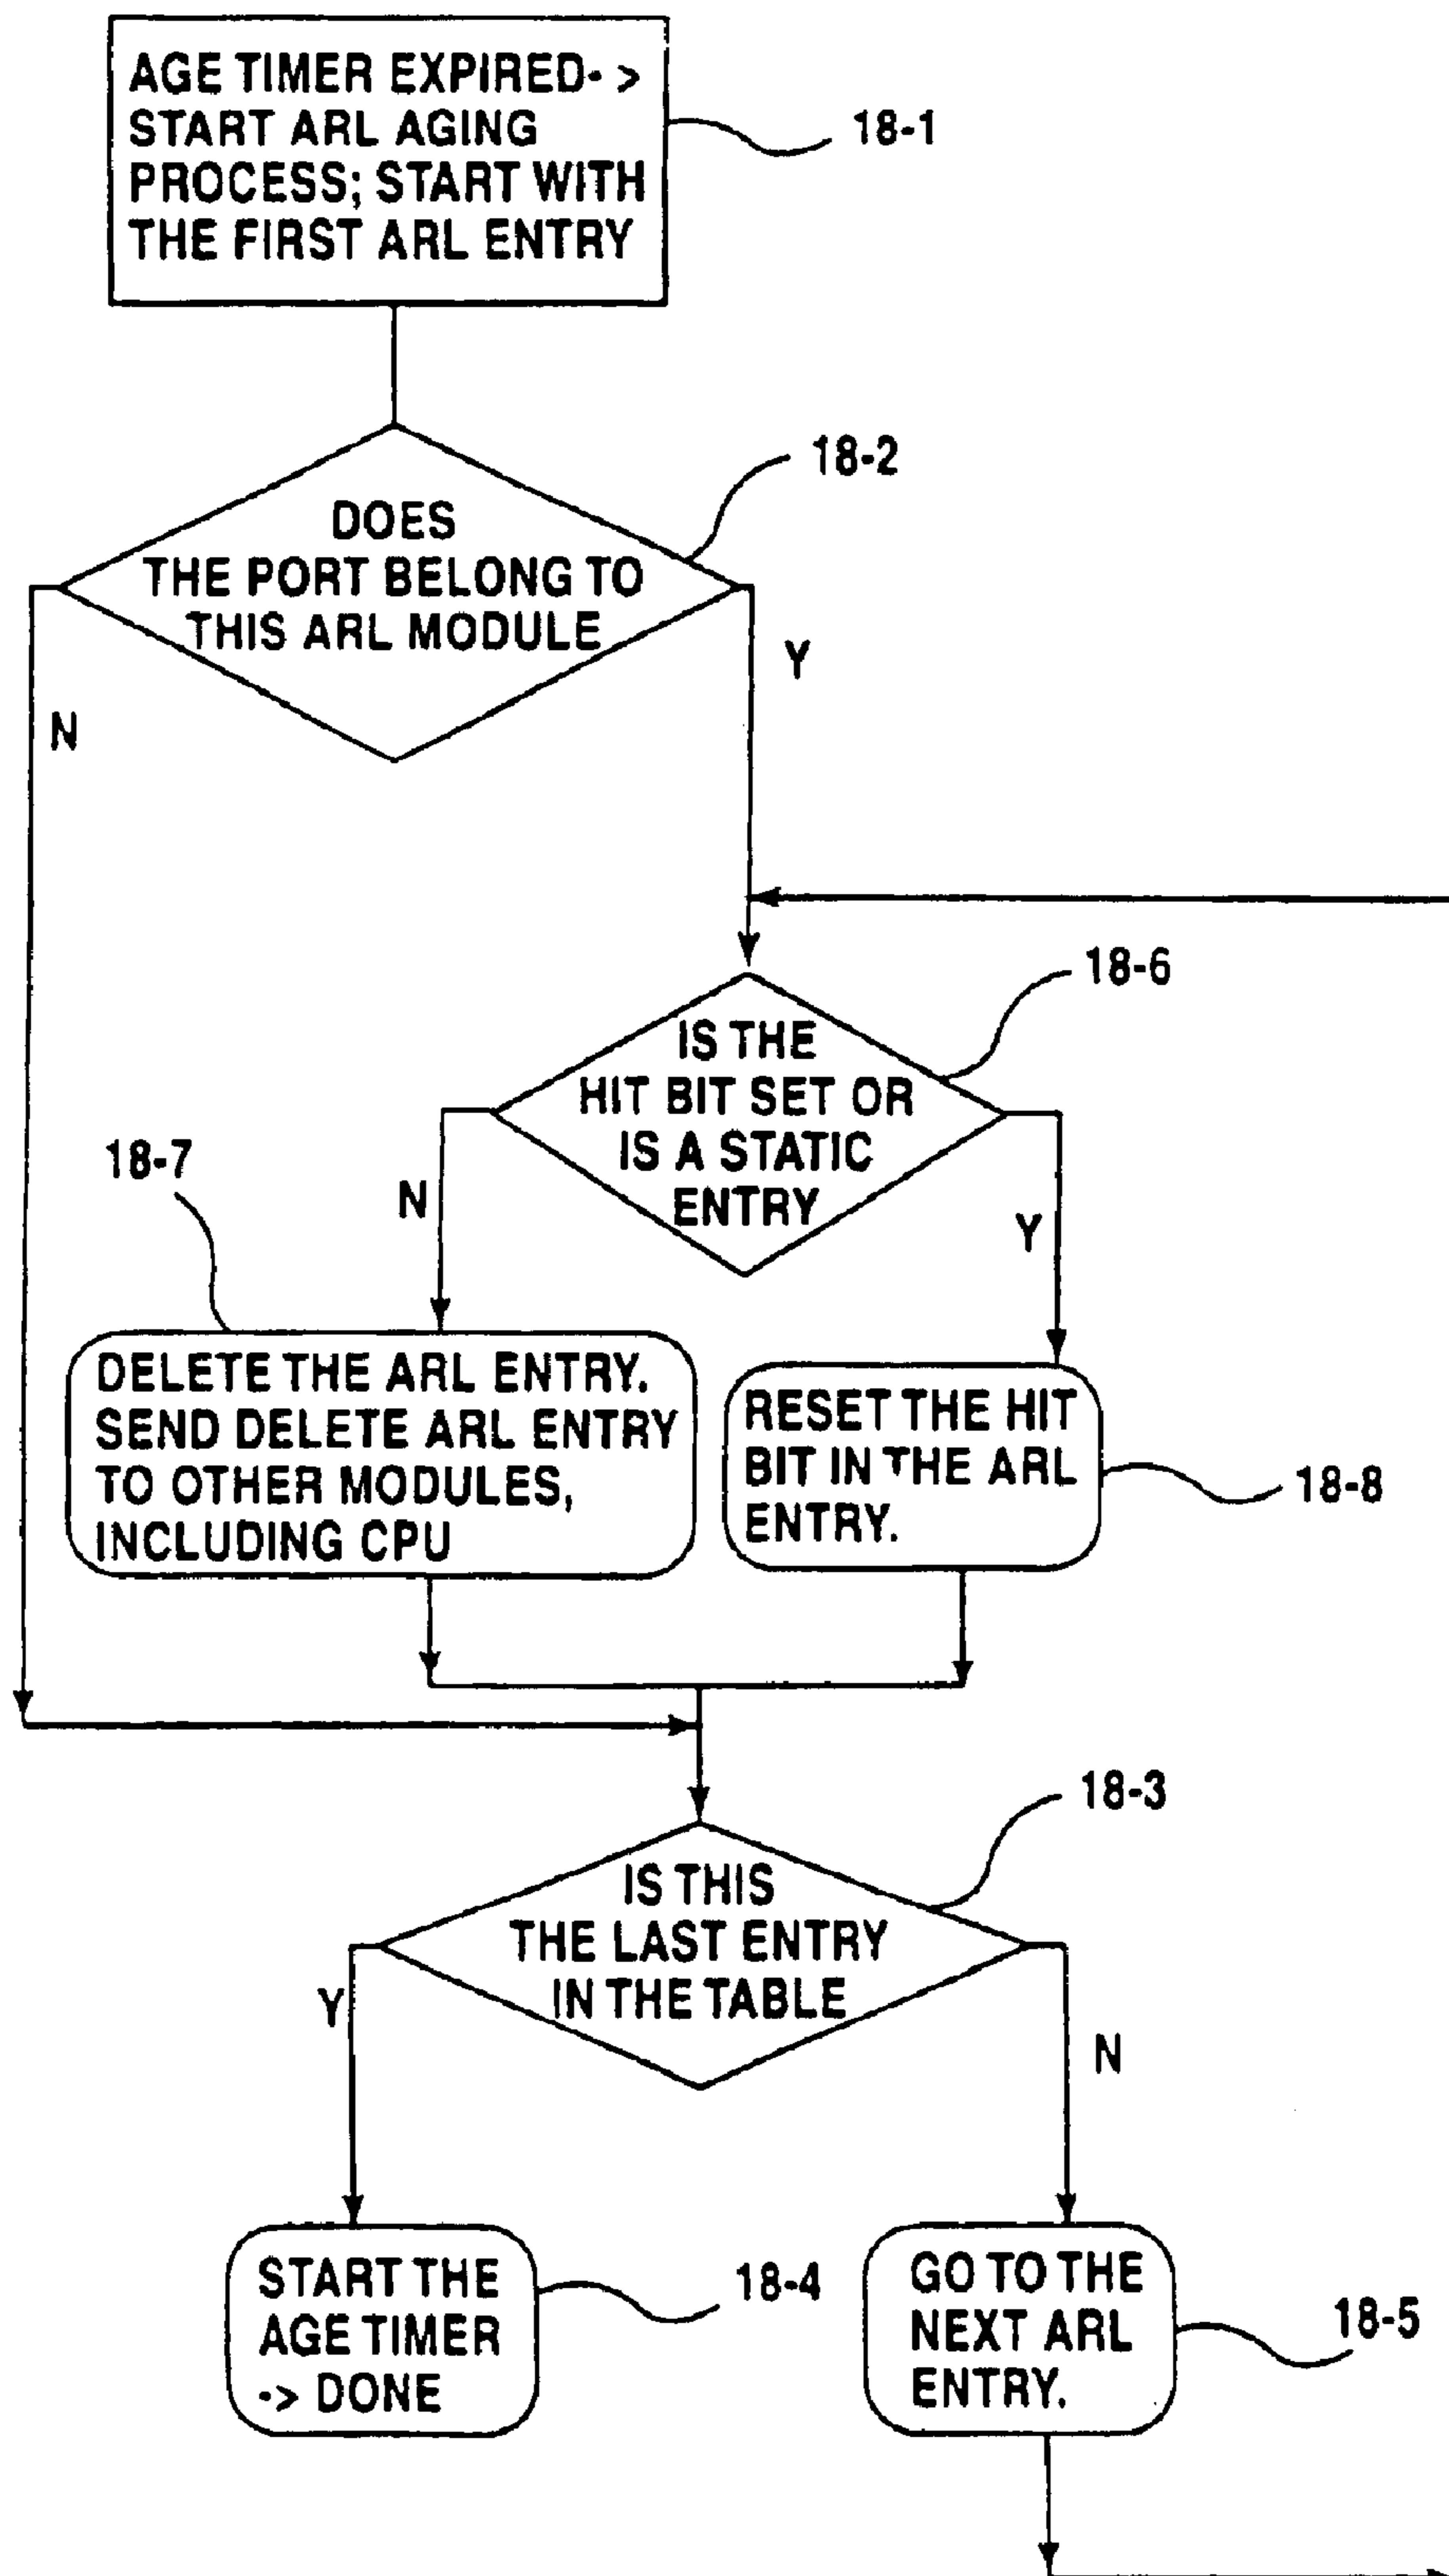 AGE TIMER EXPIRED- >
START ARL AGING
PROCESS; START WITH
THE FIRST ARL ENTRY
18-1
18-2
DOES
THE PORT BELONG TO
THIS ARL MODULE
Y
N
18-6
IS THE
HIT BIT SET OR
IS A STATIC
ENTRY
18-7
N
Y
DELETE THE ARL ENTRY.
SEND DELETE ARL ENTRY
TO OTHER MODULES,
INCLUDING CPU
RESET THE HIT
BIT IN THE ARL
ENTRY.
18-8
18-3
IS THIS
THE LAST ENTRY
IN THE TABLE
Y
N
START THE
AGE TIMER
-> DONE
18-4
GO TO THE
NEXT ARL
ENTRY.
18-5